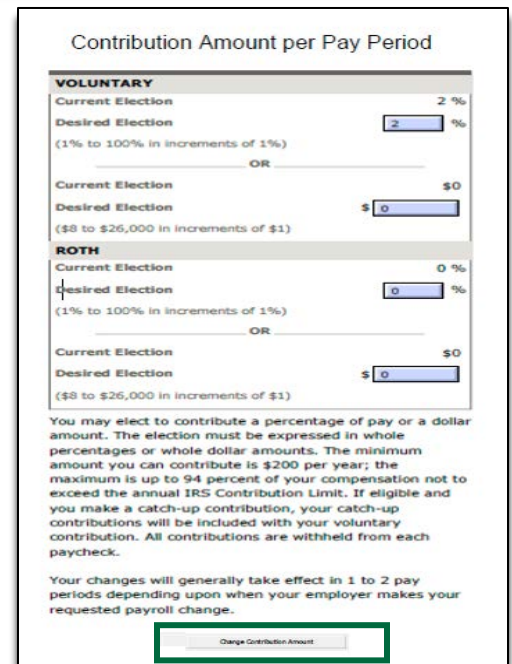 Contribution Amount per Pay Period
VOLUNTARY
Current Election 2 %
Desired Election 2 %
(1% to 100% in increments of 1%)
OR
Current Election $0
Desired Election $ 0
($8 to $26,000 in increments of $1)
ROTH
Current Election 0 %
Desired Election 0 %
(1% to 100% in increments of 1%)
OR
Current Election $0
Desired Election $ 0
($8 to $26,000 in increments of $1)
You may elect to contribute a percentage of pay or a dollar
amount. The election must be expressed in whole
percentages or whole dollar amounts. The minimum
amount you can contribute is $200 per year; the
maximum is up to 94 percent of your compensation not to
exceed the annual IRS Contribution Limit. If eligible and
you make a catch-up contribution, your catch-up
contributions will be included with your voluntary
contribution. All contributions are withheld from each
paycheck.
Your changes will generally take effect in 1 to 2 pay
periods depending upon when your employer makes your
requested payroll change.
Change Contribution Amount